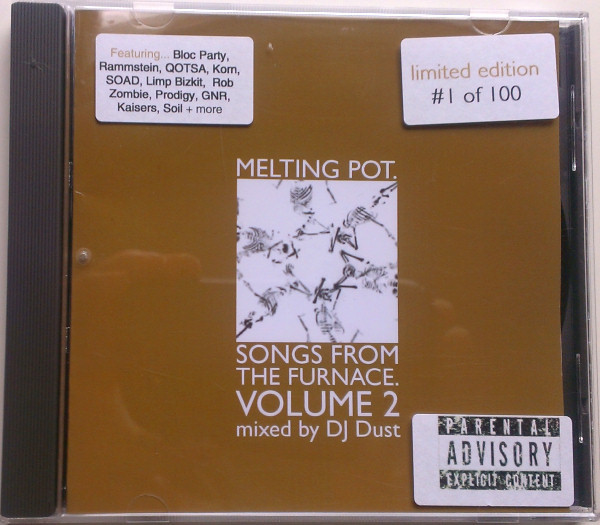 Featuring... Bloc Party,
Rammstein, QOTSA, Korn,
SOAD, Limp Bizkit, Rob
Zombie, Prodigy, GNR,
Kaisers, Soil + more
limited edition
#1 of 100
MELTING POT.
SONGS FROM
THE FURNACE.
VOLUME 2
mixed by DJ Dust
PARENTAL
ADVISORY
EXPLICIT CONTENT